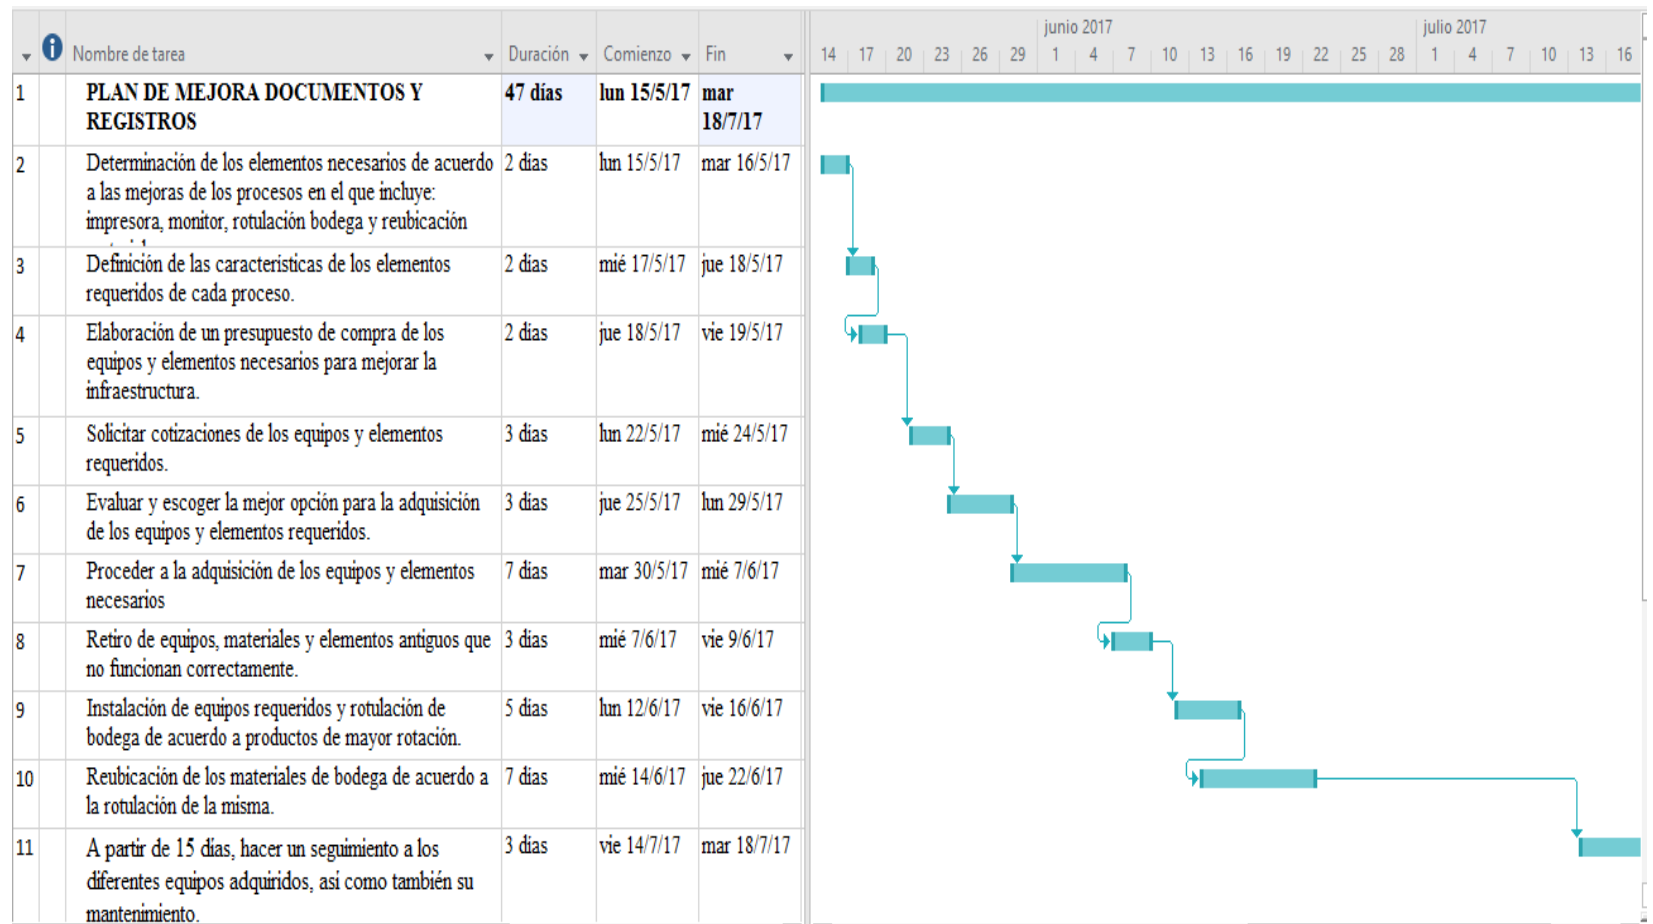 junio 2017 julio 2017
Nombre de tarea Duración Comienzo Fin 14 17 20 23 26 29 1 4 7 10 13 16 19 22 25 28 1 4 7 10 13 16
1 PLAN DE MEJORA DOCUMENTOS Y 47 días lun 15/5/17 mar
REGISTROS 18/7/17
2 Determinación de los elementos necesarios de acuerdo 2 días lun 15/5/17 mar 16/5/17
a las mejoras de los procesos en el que incluye:
impresora, monitor, rotulación bodega y reubicación
3 Definición de las características de los elementos 2 días mié 17/5/17 jue 18/5/17
requeridos de cada proceso.
4 Elaboración de un presupuesto de compra de los 2 días jue 18/5/17 vie 19/5/17
equipos y elementos necesarios para mejorar la
infraestructura.
5 Solicitar cotizaciones de los equipos y elementos 3 días lun 22/5/17 mié 24/5/17
requeridos.
6 Evaluar y escoger la mejor opción para la adquisición 3 días jue 25/5/17 lun 29/5/17
de los equipos y elementos requeridos.
7 Proceder a la adquisición de los equipos y elementos 7 días mar 30/5/17 mié 7/6/17
necesarios
8 Retiro de equipos, materiales y elementos antiguos que 3 días mié 7/6/17 vie 9/6/17
no funcionan correctamente.
9 Instalación de equipos requeridos y rotulación de 5 días lun 12/6/17 vie 16/6/17
bodega de acuerdo a productos de mayor rotación.
10 Reubicación de los materiales de bodega de acuerdo a 7 días mié 14/6/17 jue 22/6/17
la rotulación de la misma.
11 A partir de 15 días, hacer un seguimiento a los 3 días vie 14/7/17 mar 18/7/17
diferentes equipos adquiridos, así como también su
mantenimiento.